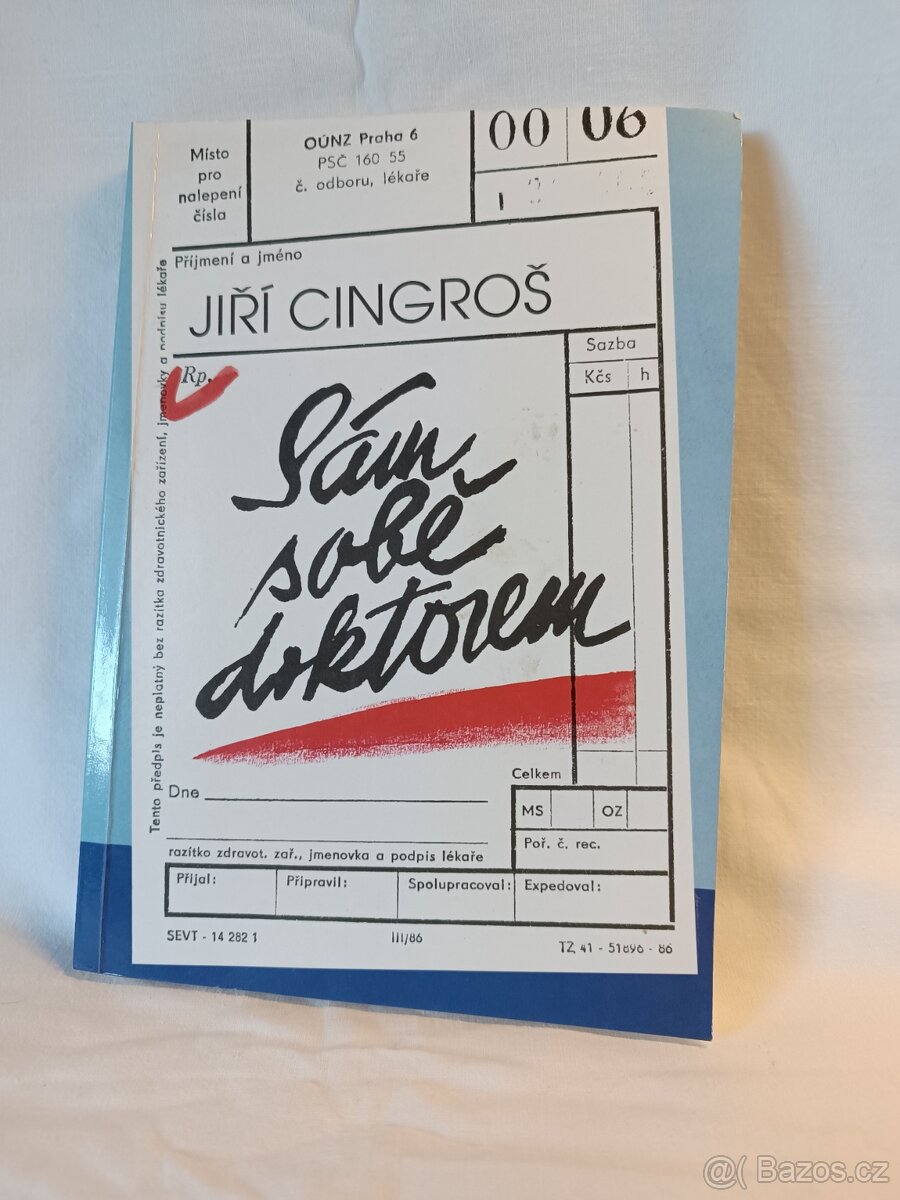 Místo
pro
nalepení
čísla
OÚNZ Praha 6
PSČ 160 55
č. odboru, lékaře
00 06
Příjmení a jméno
JIŘÍ CINGROŠ
Tento předpis je neplatný bez razítka zdravotnického zařízení, jmenovky a podpisu lékaře
Rp.
Sazba
Kčs h
Sám
sobě
doktorem
Celkem
Dne
MS OZ
Poř. č. rec.
razítko zdravot. zař., jmenovka a podpis lékaře
Přijal: Připravil: Spolupracoval: Expedoval:
SEVT - 14 282 1 III/86 TZ 41 - 51896 - 86
@( Bazos.cz